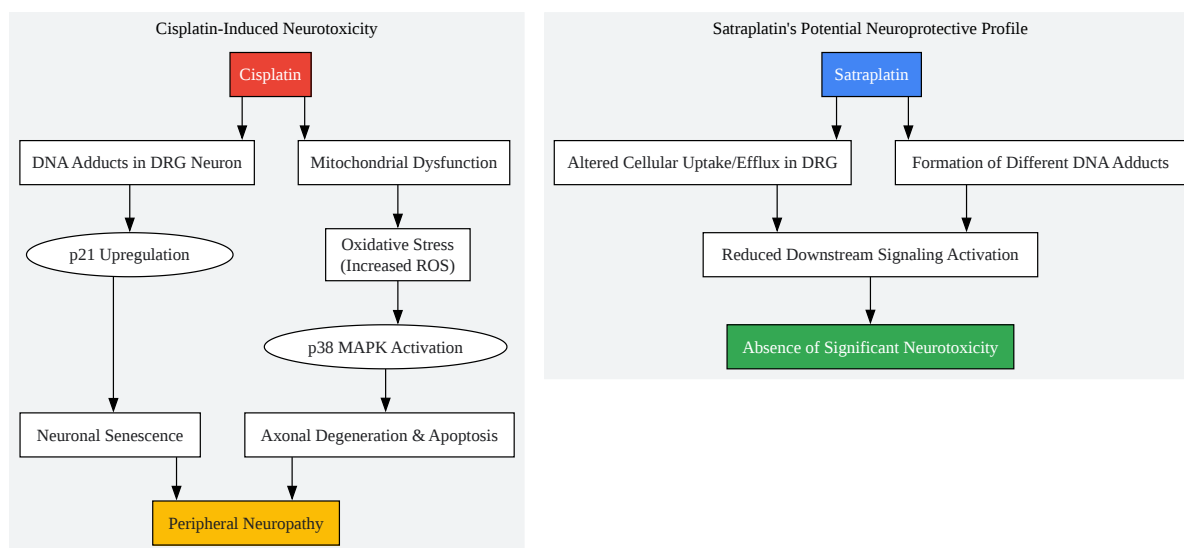 Cisplatin-Induced Neurotoxicity
Cisplatin
DNA Adducts in DRG Neuron
Mitochondrial Dysfunction
p21 Upregulation
Oxidative Stress
(Increased ROS)
p38 MAPK Activation
Neuronal Senescence
Axonal Degeneration & Apoptosis
Peripheral Neuropathy
Satraplatin's Potential Neuroprotective Profile
Satraplatin
Altered Cellular Uptake/Efflux in DRG
Formation of Different DNA Adducts
Reduced Downstream Signaling Activation
Absence of Significant Neurotoxicity